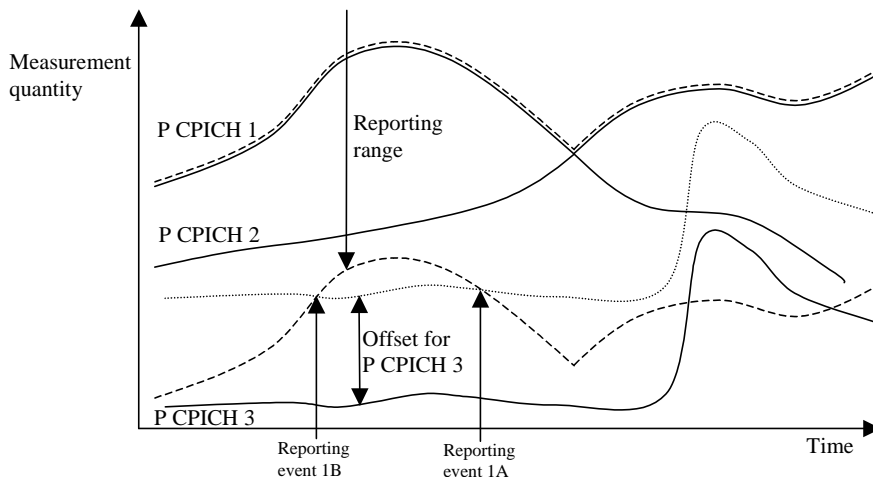 Measurement
quantity
P CPICH 1
Reporting
range
P CPICH 2
Offset for
P CPICH 3
P CPICH 3
Time
Reporting
event 1B
Reporting
event 1A